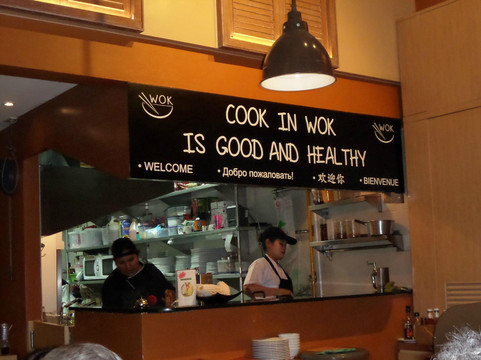 WOK
COOK IN WOK
WOK
IS GOOD AND HEALTHY
• WELCOME • Добро пожаловать! • 欢迎你 • BIENVENUE